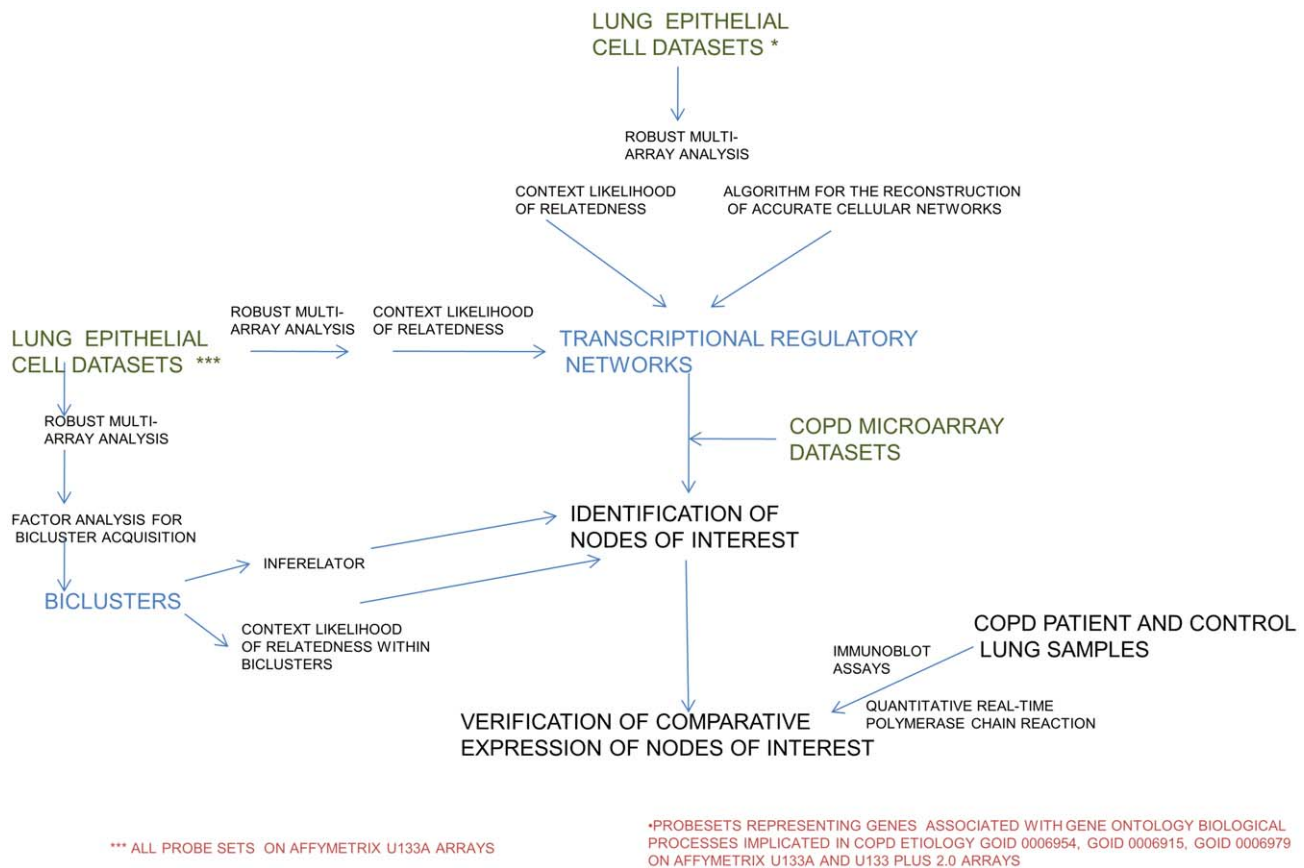 LUNG EPITHELIAL
CELL DATASETS *
ROBUST MULTI-
ARRAY ANALYSIS
CONTEXT LIKELIHOOD
OF RELATEDNESS
ALGORITHM FOR THE RECONSTRUCTION
OF ACCURATE CELLULAR NETWORKS
LUNG EPITHELIAL
CELL DATASETS ***
ROBUST MULTI-
ARRAY ANALYSIS
CONTEXT LIKELIHOOD
OF RELATEDNESS
TRANSCRIPTIONAL REGULATORY
NETWORKS
ROBUST MULTI-
ARRAY ANALYSIS
COPD MICROARRAY
DATASETS
FACTOR ANALYSIS FOR
BICLUSTER ACQUISITION
IDENTIFICATION OF
NODES OF INTEREST
INFERELATOR
BICLUSTERS
CONTEXT LIKELIHOOD
OF RELATEDNESS WITHIN
BICLUSTERS
COPD PATIENT AND CONTROL
LUNG SAMPLES
IMMUNOBLOT
ASSAYS
QUANTITATIVE REAL-TIME
POLYMERASE CHAIN REACTION
VERIFICATION OF COMPARATIVE
EXPRESSION OF NODES OF INTEREST
*** ALL PROBE SETS ON AFFYMETRIX U133A ARRAYS
•PROBESETS REPRESENTING GENES ASSOCIATED WITH GENE ONTOLOGY BIOLOGICAL
PROCESSES IMPLICATED IN COPD ETIOLOGY GOID 0006954, GOID 0006915, GOID 0006979
ON AFFYMETRIX U133A AND U133 PLUS 2.0 ARRAYS